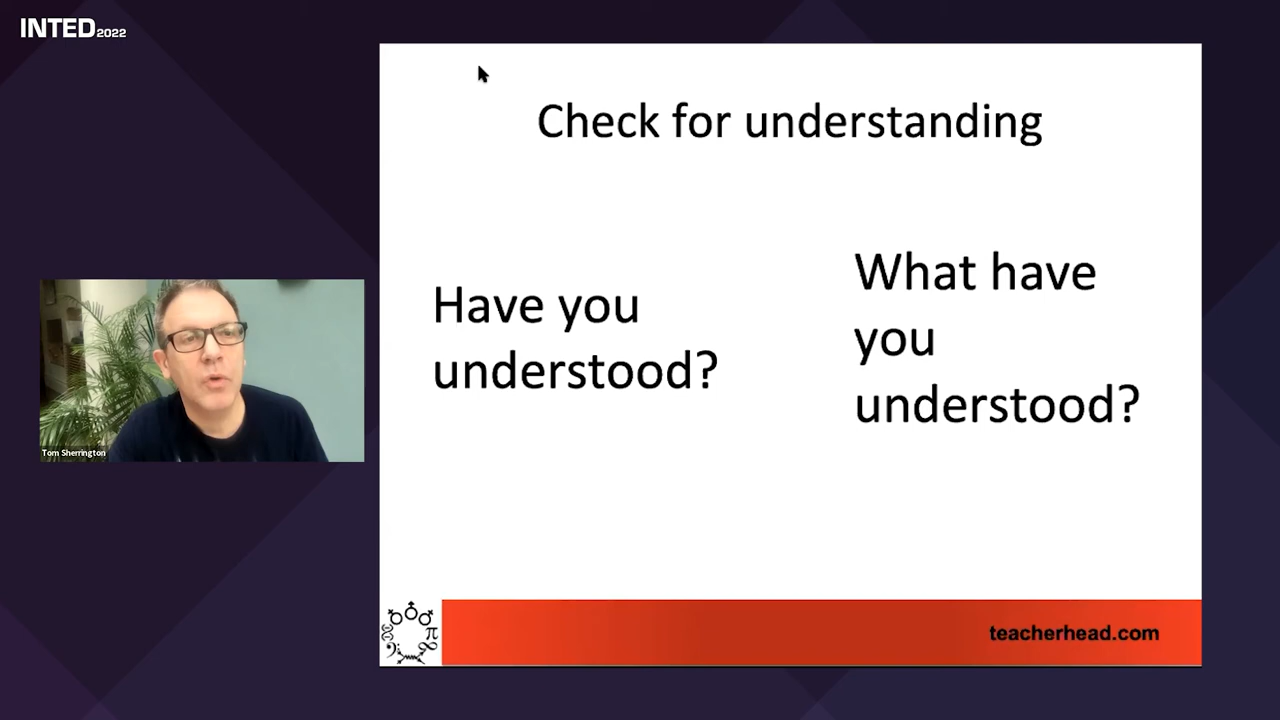 INTED2022
Check for understanding
Have you
understood?
What have
you
understood?
Tom Sherrington
teacherhead.com